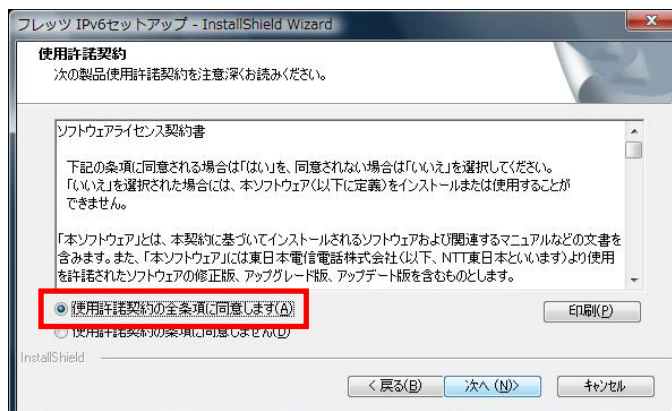 フレッツ IPv6セットアップ - InstallShield Wizard
使用許諾契約
次の製品使用許諾契約を注意深くお読みください。
ソフトウェアライセンス契約書
下記の条項に同意される場合は「はい」を、同意されない場合は「いいえ」を選択してください。
「いいえ」を選択された場合には、本ソフトウェア(以下に定義)をインストールまたは使用することが
できません。
「本ソフトウェア」とは、本契約に基づいてインストールされるソフトウェアおよび関連するマニュアルなどの文書を
含みます。また、「本ソフトウェア」には東日本電信電話株式会社(以下、NTT東日本といいます)より使用
を許諾されたソフトウェアの修正版、アップグレード版、アップデート版を含むものとします。
使用許諾契約の全条項に同意します(A)
印刷(P)
使用許諾契約の条項に同意しません(D)
InstallShield
< 戻る(B)
次へ (N)>
キャンセル